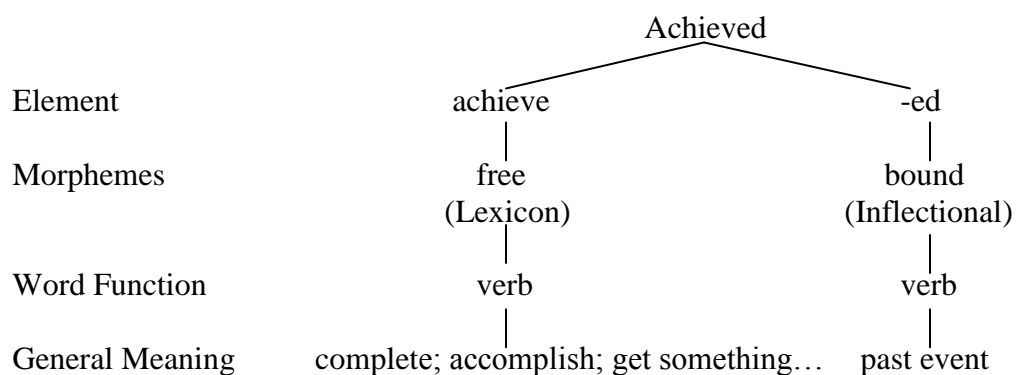 Achieved
Element achieve -ed
Morphemes free bound
(Lexicon) (Inflectional)
Word Function verb verb
General Meaning complete; accomplish; get something… past event